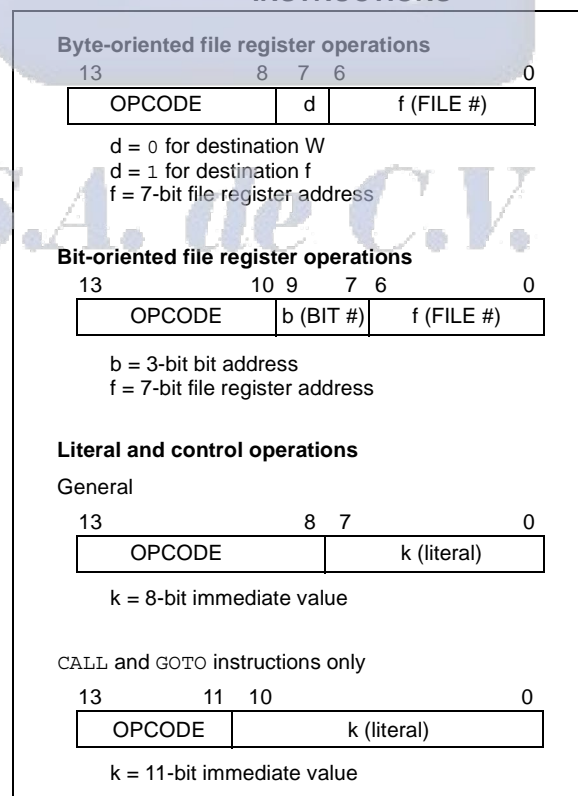 Byte-oriented file register operations
13 8 7 6 0
OPCODE d f (FILE #)
d = 0 for destination W
d = 1 for destination f
f = 7-bit file register address
S.A. de C.V.
Bit-oriented file register operations
13 10 9 7 6 0
OPCODE b (BIT #) f (FILE #)
b = 3-bit bit address
f = 7-bit file register address
Literal and control operations
General
13 8 7 0
OPCODE k (literal)
k = 8-bit immediate value
CALL and GOTO instructions only
13 11 10 0
OPCODE k (literal)
k = 11-bit immediate value